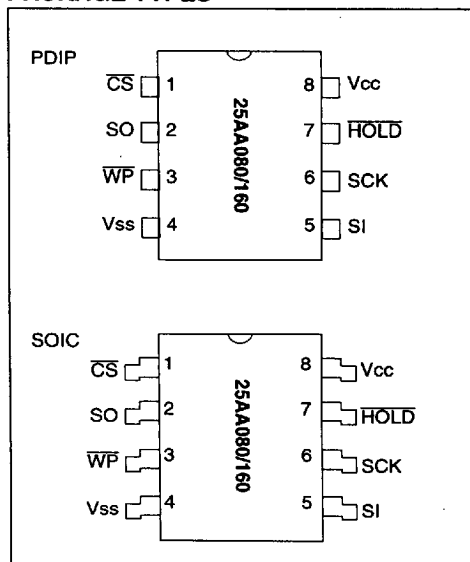 PDIP
CS 1 8 Vcc
SO 2 7 HOLD
WP 3 6 SCK
Vss 4 5 SI
25AA080/160
SOIC
CS 1 8 Vcc
SO 2 7 HOLD
WP 3 6 SCK
Vss 4 5 SI
25AA080/160